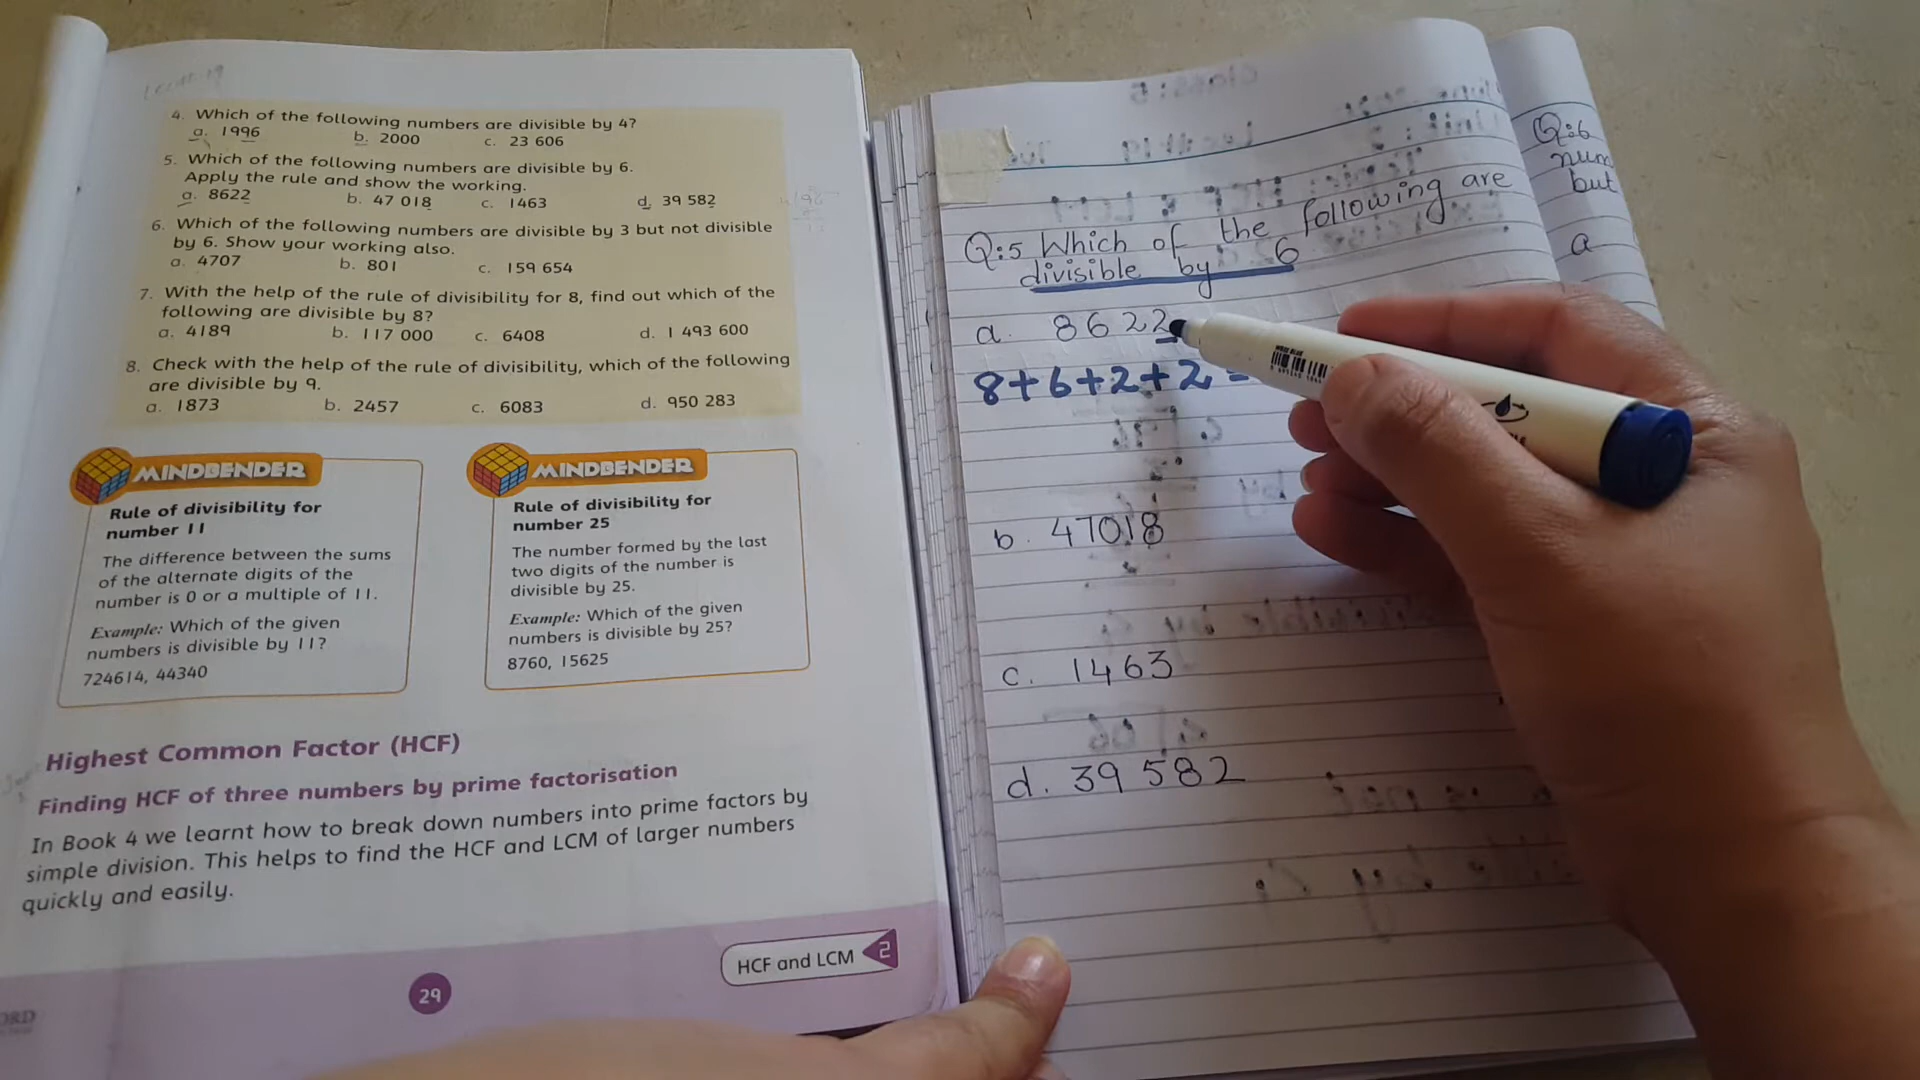 4. Which of the following numbers are divisible by 4?
a. 1996 b. 2000 c. 23 606
5. Which of the following numbers are divisible by 6.
Apply the rule and show the working.
a. 8622 b. 47 018 c. 1463 d. 39 582
6. Which of the following numbers are divisible by 3 but not divisible
by 6. Show your working also.
a. 4707 b. 801 c. 159 654
7. With the help of the rule of divisibility for 8, find out which of the
following are divisible by 8?
a. 4189 b. 117 000 c. 6408 d. 1 493 600
8. Check with the help of the rule of divisibility, which of the following
are divisible by 9.
a. 1873 b. 2457 c. 6083 d. 950 283
MINDBENDER
Rule of divisibility for
number 11
The difference between the sums
of the alternate digits of the
number is 0 or a multiple of 11.
Example: Which of the given
numbers is divisible by 11?
724614, 44340
MINDBENDER
Rule of divisibility for
number 25
The number formed by the last
two digits of the number is
divisible by 25.
Example: Which of the given
numbers is divisible by 25?
8760, 15625
Highest Common Factor (HCF)
Finding HCF of three numbers by prime factorisation
In Book 4 we learnt how to break down numbers into prime factors by
simple division. This helps to find the HCF and LCM of larger numbers
quickly and easily.
HCF and LCM 2
29
Q:5 Which of the following are
divisible by 6
a. 8622
8+6+2+2 =
b. 47018
c. 1463
d. 39 582
Q:6
num
but
a